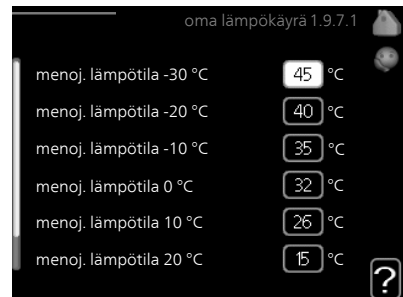 oma lämpökäyrä 1.9.7.1
menoj. lämpötila -30 °C 45 °C
menoj. lämpötila -20 °C 40 °C
menoj. lämpötila -10 °C 35 °C
menoj. lämpötila 0 °C 32 °C
menoj. lämpötila 10 °C 26 °C
menoj. lämpötila 20 °C 15 °C
?